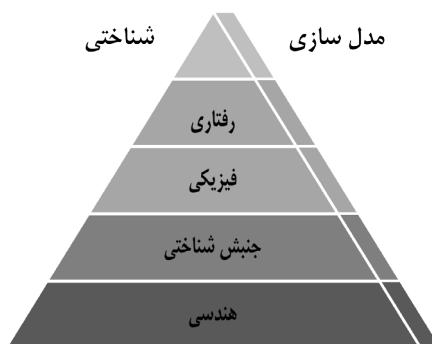 مدل سازی
شناختی
رفتاری
فیزیکی
جنبش شناختی
هندسی